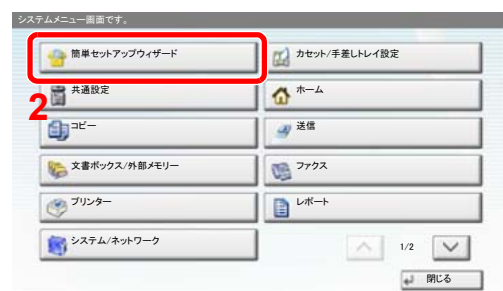 システムメニュー画面です。
簡単セットアップウィザード
カセット/手差しトレイ設定
共通設定
ホーム
2
コピー
送信
文書ボックス/外部メモリー
ファクス
プリンター
レポート
システム/ネットワーク
1/2
閉じる